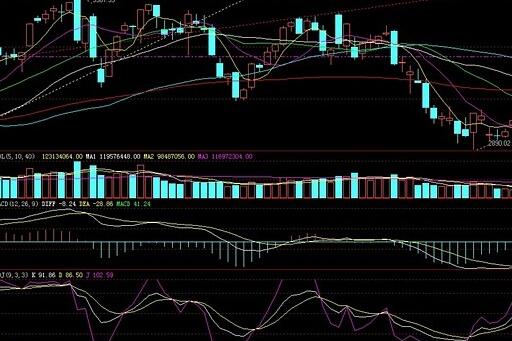 2890.02
OL(5,10,40) 123134064.00 MA1 119576448.00 MA2 98487056.00 MA3 116972304.00
ACD(12,26,9) DIFF -8.24 DEA -28.86 MACD 41.24
DJ(9,3,3) K 91.86 D 86.50 J 102.59